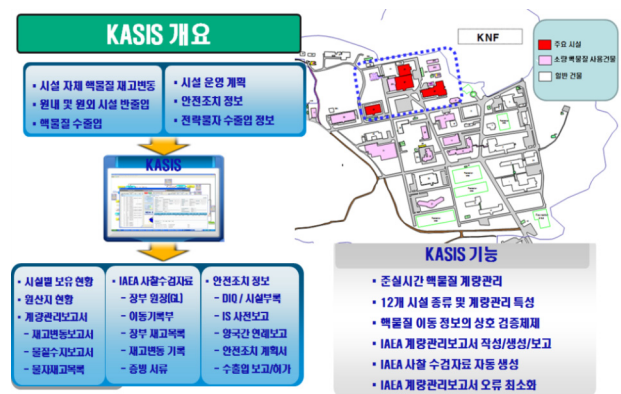 KASIS 개요
• 시설 자체 핵물질 재고변동
• 원내 및 원외 시설 반출입
• 핵물질 수출입
• 시설 운영 계획
• 안전조치 정보
• 전략물자 수출입 정보
KASIS
• 시설별 보유 현황
• 원산지 현황
• 계량관리보고서
– 재고변동보고서
– 물질수지보고서
– 물자재고목록
• IAEA 사찰수검자료
– 장부 원장(GL)
– 이동기록부
– 장부 재고목록
– 재고변동 기록
– 증빙 서류
• 안전조치 정보
– DIQ / 시설부록
– IS 사전보고
– 양국간 연례보고
– 안전조치 계획서
– 수출입 보고/허가
KNF
주요 시설
소량 핵물질 사용건물
일반 건물
KASIS 기능
• 준실시간 핵물질 계량관리
• 12개 시설 종류 및 계량관리 특성
• 핵물질 이동 정보의 상호 검증체제
• IAEA 계량관리보고서 작성/생성/보고
• IAEA 사찰 수검자료 자동 생성
• IAEA 계량관리보고서 오류 최소화